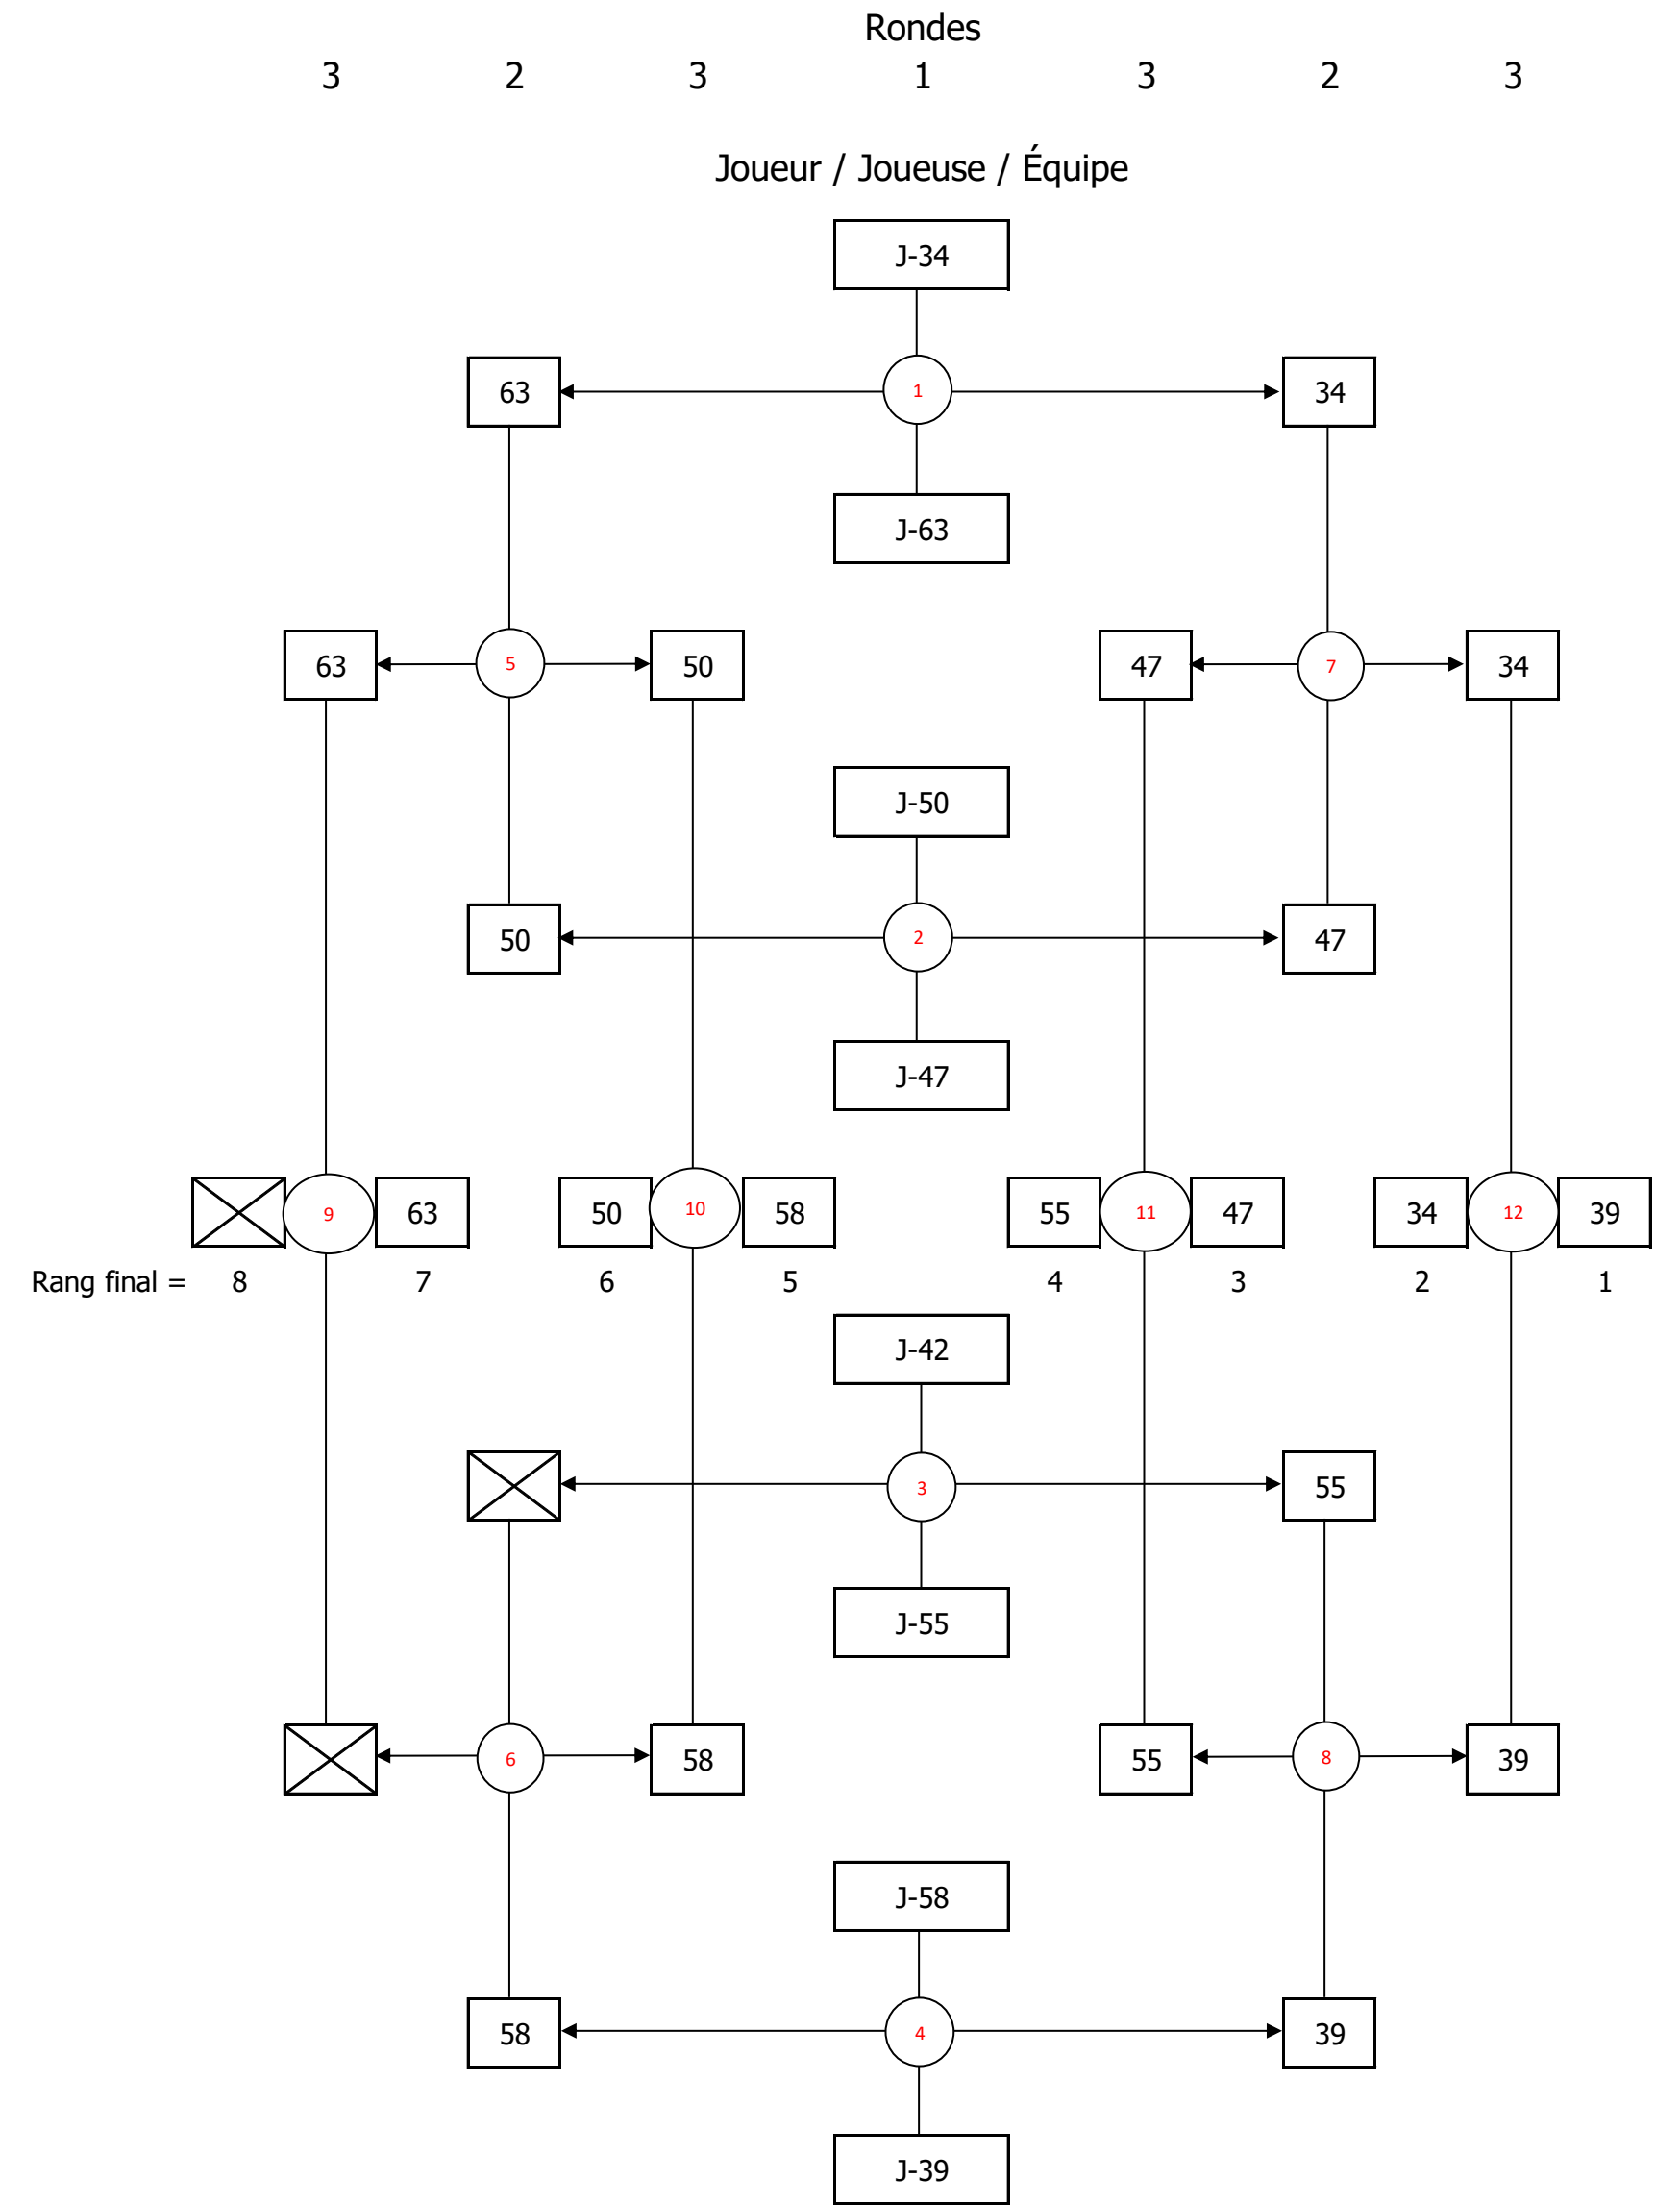 Rondes
3 2 3 1 3 2 3
Joueur / Joueuse / Équipe
J-34
63 1 34
J-63
63 5 50 47 7 34
J-50
50 2 47
J-47
9 63 50 10 58 55 11 47 34 12 39
Rang final = 8 7 6 5 4 3 2 1
J-42
3 55
J-55
6 58 55 8 39
J-58
58 4 39
J-39